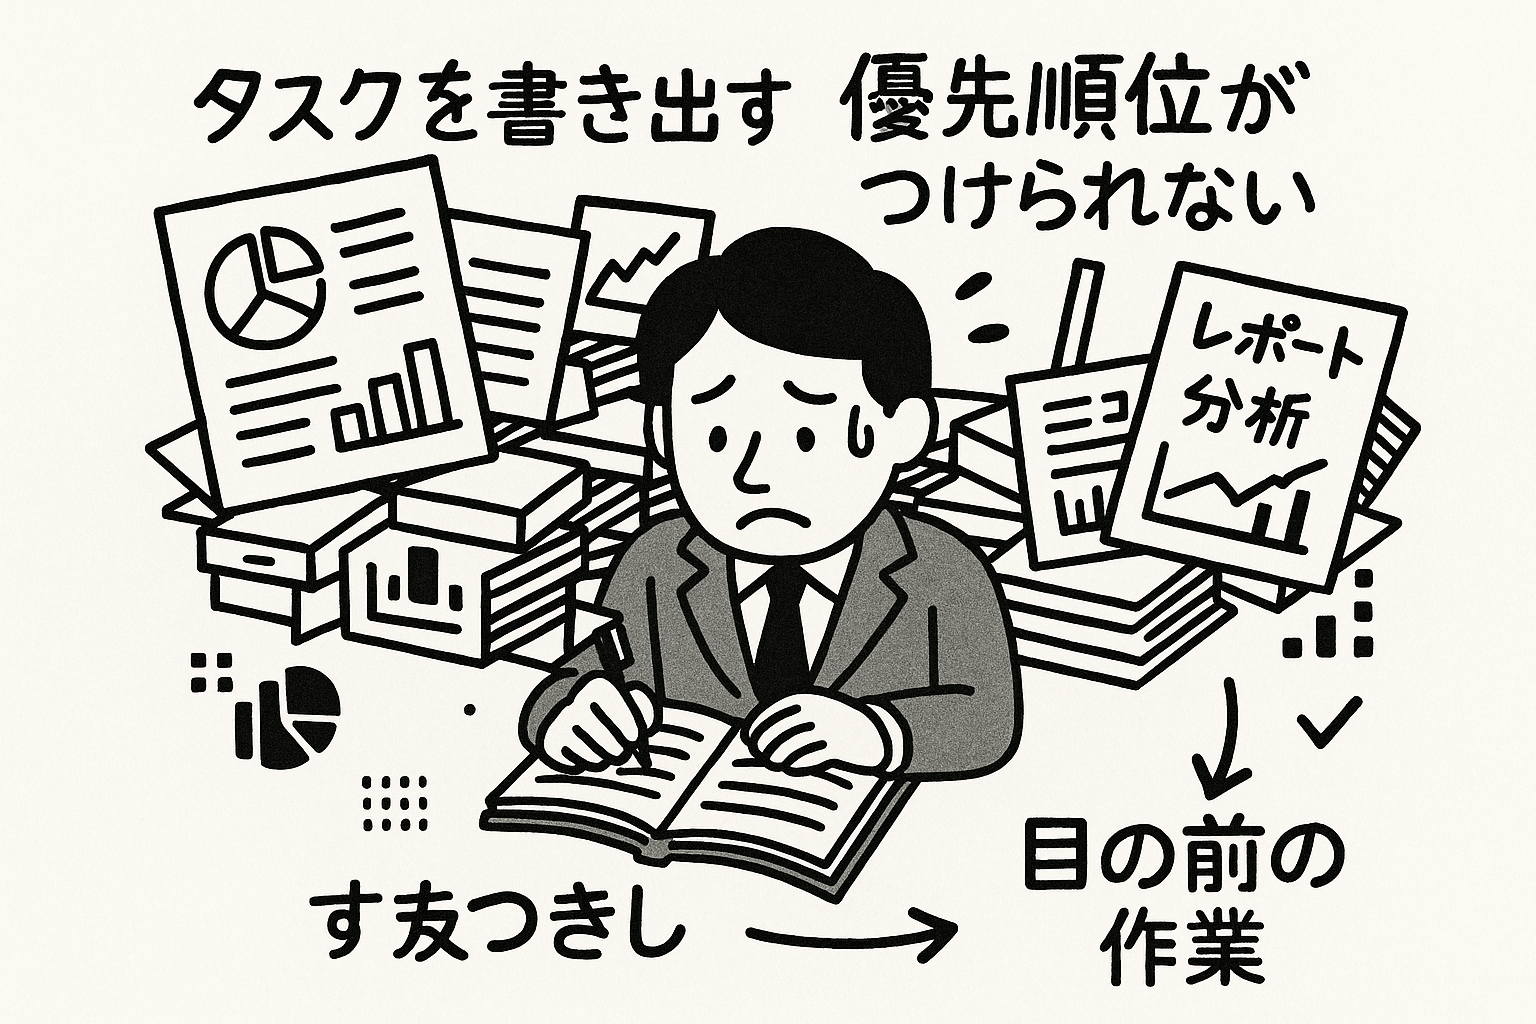 タスクを書き出す
優先順位が
つけられない
レポート
分析
目の前の
作業
す友つきし